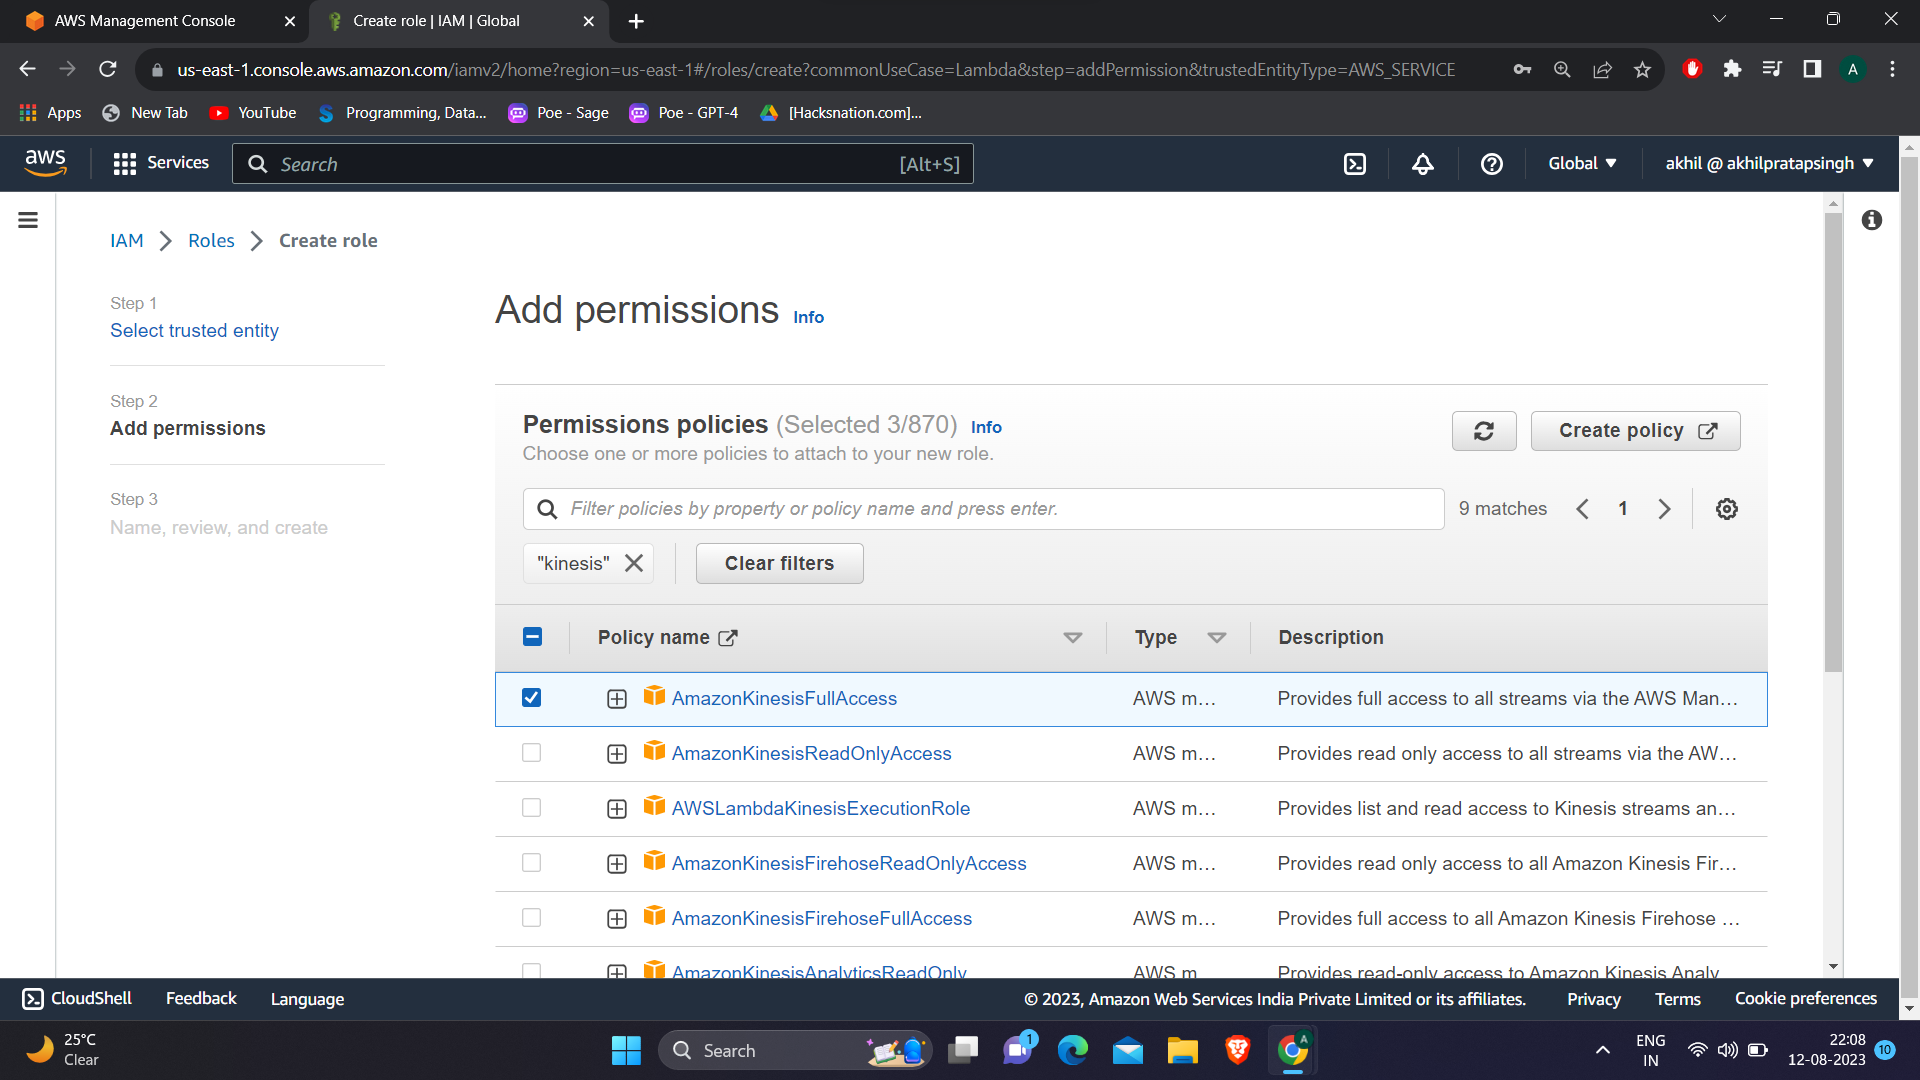 AWS Management Console
Create role | IAM | Global
us-east-1.console.aws.amazon.com/iamv2/home?region=us-east-1#/roles/create?commonUseCase=Lambda&step=addPermission&trustedEntityType=AWS_SERVICE
A
Apps
New Tab
YouTube
Programming, Data...
Poe - Sage
Poe - GPT-4
[Hacksnation.com]...
aws
Services
Search
[Alt+S]
Global
akhil @ akhilpratapsingh
IAM
Roles
Create role
Step 1
Select trusted entity
Step 2
Add permissions
Step 3
Name, review, and create
Add permissions Info
Permissions policies (Selected 3/870) Info
Choose one or more policies to attach to your new role.
Create policy
Filter policies by property or policy name and press enter.
9 matches
1
"kinesis"
Clear filters
Policy name
Type
Description
AmazonKinesisFullAccess AWS m... Provides full access to all streams via the AWS Man...
AmazonKinesisReadOnlyAccess AWS m... Provides read only access to all streams via the AW...
AWSLambdaKinesisExecutionRole AWS m... Provides list and read access to Kinesis streams an...
AmazonKinesisFirehoseReadOnlyAccess AWS m... Provides read only access to all Amazon Kinesis Fir...
AmazonKinesisFirehoseFullAccess AWS m... Provides full access to all Amazon Kinesis Firehose ...
AmazonKinesisAnalyticsReadOnly AWS m Provides read-only access to Amazon Kinesis Analy
CloudShell
Feedback
Language
© 2023, Amazon Web Services India Private Limited or its affiliates.
Privacy
Terms
Cookie preferences
25°C
Clear
Search
1
A
ENG
IN
22:08
12-08-2023
10